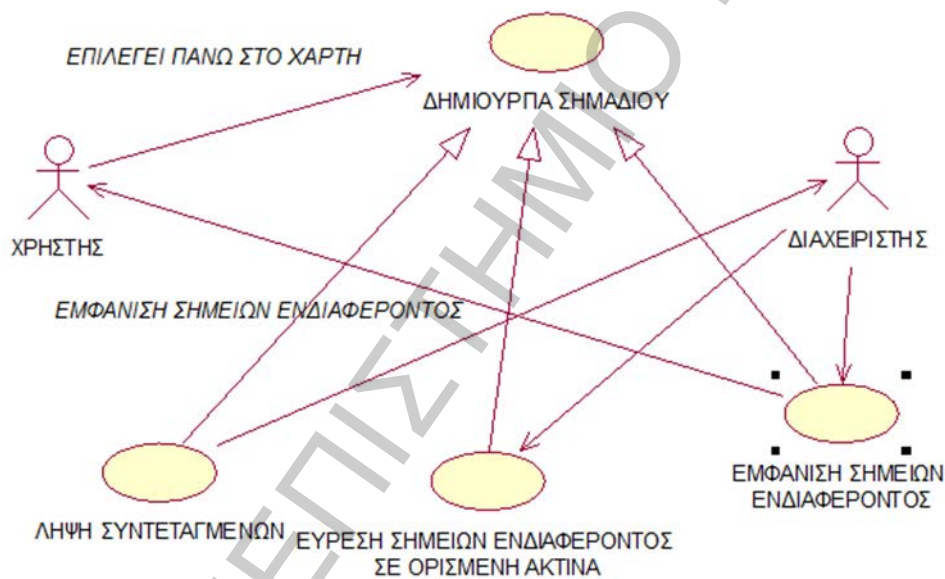 ΕΠΙΛΕΓΕΙ ΠΑΝΩ ΣΤΟ ΧΑΡΤΗ
ΔΗΜΙΟΥΡΓΙΑ ΣΗΜΑΔΙΟΥ
ΧΡΗΣΤΗΣ
ΔΙΑΧΕΙΡΙΣΤΗΣ
ΕΜΦΑΝΙΣΗ ΣΗΜΕΙΩΝ ΕΝΔΙΑΦΕΡΟΝΤΟΣ
ΕΜΦΑΝΙΣΗ ΣΗΜΕΙΩΝ
ΕΝΔΙΑΦΕΡΟΝΤΟΣ
ΛΗΨΗ ΣΥΝΤΕΤΑΓΜΕΝΩΝ
ΕΥΡΕΣΗ ΣΗΜΕΙΩΝ ΕΝΔΙΑΦΕΡΟΝΤΟΣ
ΣΕ ΟΡΙΣΜΕΝΗ ΑΚΤΙΝΑ